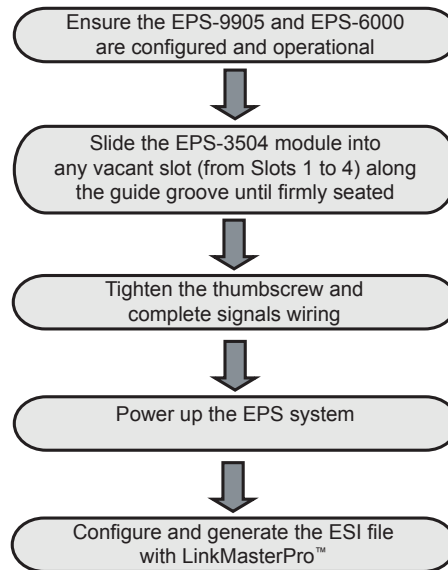 Ensure the EPS-9905 and EPS-6000
are configured and operational
Slide the EPS-3504 module into
any vacant slot (from Slots 1 to 4) along
the guide groove until firmly seated
Tighten the thumbscrew and
complete signals wiring
Power up the EPS system
Configure and generate the ESI file
with LinkMasterPro™